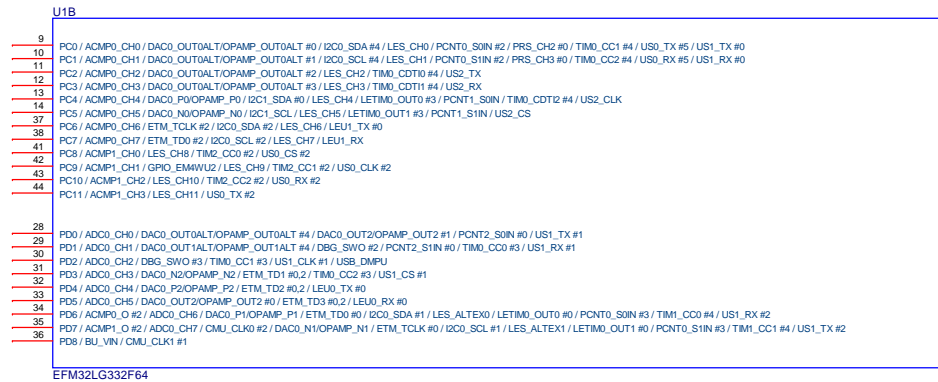 U1B
9 PC0 / ACMP0_CH0 / DAC0_OUT0ALT/OPAMP_OUT0ALT #0 / I2C0_SDA #4 / LES_CH0 / PCNT0_S0IN #2 / PRS_CH2 #0 / TIM0_CC1 #4 / US0_TX #5 / US1_TX #0
10 PC1 / ACMP0_CH1 / DAC0_OUT0ALT/OPAMP_OUT0ALT #1 / I2C0_SCL #4 / LES_CH1 / PCNT0_S1IN #2 / PRS_CH3 #0 / TIM0_CC2 #4 / US0_RX #5 / US1_RX #0
11 PC2 / ACMP0_CH2 / DAC0_OUT0ALT/OPAMP_OUT0ALT #2 / LES_CH2 / TIM0_CDTI0 #4 / US2_TX
12 PC3 / ACMP0_CH3 / DAC0_OUT0ALT/OPAMP_OUT0ALT #3 / LES_CH3 / TIM0_CDTI1 #4 / US2_RX
13 PC4 / ACMP0_CH4 / DAC0_P0/OPAMP_P0 / I2C1_SDA #0 / LES_CH4 / LETIM0_OUT0 #3 / PCNT1_S0IN / TIM0_CDTI2 #4 / US2_CLK
14 PC5 / ACMP0_CH5 / DAC0_N0/OPAMP_N0 / I2C1_SCL / LES_CH5 / LETIM0_OUT1 #3 / PCNT1_S1IN / US2_CS
37 PC6 / ACMP0_CH6 / ETM_TCLK #2 / I2C0_SDA #2 / LES_CH6 / LEU1_TX #0
38 PC7 / ACMP0_CH7 / ETM_TD0 #2 / I2C0_SCL #2 / LES_CH7 / LEU1_RX
41 PC8 / ACMP1_CH0 / LES_CH8 / TIM2_CC0 #2 / US0_CS #2
42 PC9 / ACMP1_CH1 / GPIO_EM4WU2 / LES_CH9 / TIM2_CC1 #2 / US0_CLK #2
43 PC10 / ACMP1_CH2 / LES_CH10 / TIM2_CC2 #2 / US0_RX #2
44 PC11 / ACMP1_CH3 / LES_CH11 / US0_TX #2
28 PD0 / ADC0_CH0 / DAC0_OUT0ALT/OPAMP_OUT0ALT #4 / DAC0_OUT2/OPAMP_OUT2 #1 / PCNT2_S0IN #0 / US1_TX #1
29 PD1 / ADC0_CH1 / DAC0_OUT1ALT/OPAMP_OUT1ALT #4 / DBG_SWO #2 / PCNT2_S1IN #0 / TIM0_CC0 #3 / US1_RX #1
30 PD2 / ADC0_CH2 / DBG_SWO #3 / TIM0_CC1 #3 / US1_CLK #1 / USB_DMPU
31 PD3 / ADC0_CH3 / DAC0_N2/OPAMP_N2 / ETM_TD1 #0,2 / TIM0_CC2 #3 / US1_CS #1
32 PD4 / ADC0_CH4 / DAC0_P2/OPAMP_P2 / ETM_TD2 #0,2 / LEU0_TX #0
33 PD5 / ADC0_CH5 / DAC0_OUT2/OPAMP_OUT2 #0 / ETM_TD3 #0,2 / LEU0_RX #0
34 PD6 / ACMP0_O #2 / ADC0_CH6 / DAC0_P1/OPAMP_P1 / ETM_TD0 #0 / I2C0_SDA #1 / LES_ALTEX0 / LETIM0_OUT0 #0 / PCNT0_S0IN #3 / TIM1_CC0 #4 / US1_RX #2
35 PD7 / ACMP1_O #2 / ADC0_CH7 / CMU_CLK0 #2 / DAC0_N1/OPAMP_N1 / ETM_TCLK #0 / I2C0_SCL #1 / LES_ALTEX1 / LETIM0_OUT1 #0 / PCNT0_S1IN #3 / TIM1_CC1 #4 / US1_TX #2
36 PD8 / BU_VIN / CMU_CLK1 #1
EFM32LG332F64